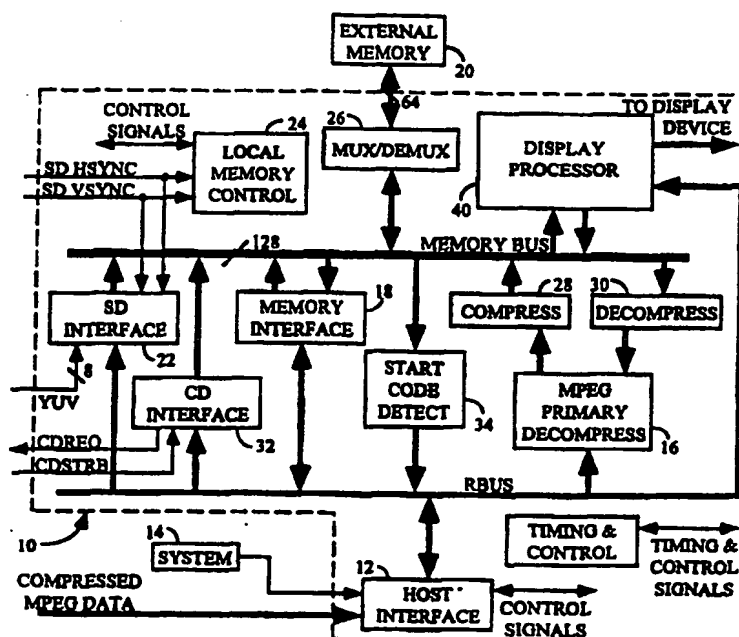 EXTERNAL
MEMORY
20
64
TO DISPLAY
DEVICE
CONTROL
SIGNALS
24
LOCAL
MEMORY
CONTROL
26
MUX/DEMUX
DISPLAY
PROCESSOR
40
SD HSYNC
SD VSYNC
128
MEMORY BUS
SD
INTERFACE
22
MEMORY
INTERFACE
18
COMPRESS
28
30
DECOMPRESS
8
YUV
CD
INTERFACE
32
START
CODE
DETECT
34
MPEG
PRIMARY
DECOMPRESS
16
CDREQ
CDSTRB
RBUS
10
14
SYSTEM
12
HOST
INTERFACE
TIMING &
CONTROL
TIMING &
CONTROL
SIGNALS
COMPRESSED
MPEG DATA
CONTROL
SIGNALS